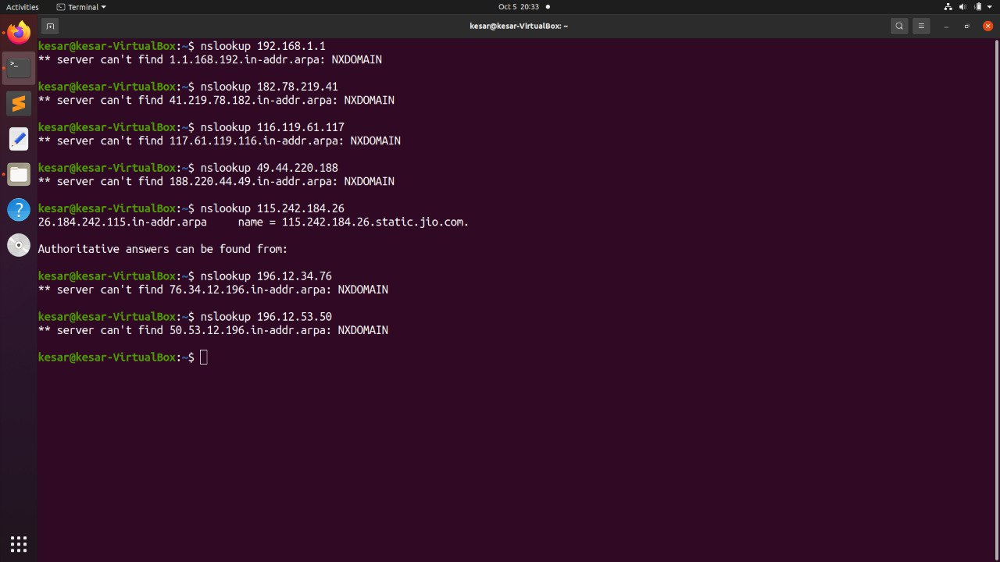 Activities
Terminal
Oct 5 20:33
kesar@kesar-VirtualBox: ~
kesar@kesar-VirtualBox:~$ nslookup 192.168.1.1
** server can't find 1.1.168.192.in-addr.arpa: NXDOMAIN
kesar@kesar-VirtualBox:~$ nslookup 182.78.219.41
** server can't find 41.219.78.182.in-addr.arpa: NXDOMAIN
kesar@kesar-VirtualBox:~$ nslookup 116.119.61.117
** server can't find 117.61.119.116.in-addr.arpa: NXDOMAIN
kesar@kesar-VirtualBox:~$ nslookup 49.44.220.188
** server can't find 188.220.44.49.in-addr.arpa: NXDOMAIN
kesar@kesar-VirtualBox:~$ nslookup 115.242.184.26
26.184.242.115.in-addr.arpa     name = 115.242.184.26.static.jio.com.
Authoritative answers can be found from:
kesar@kesar-VirtualBox:~$ nslookup 196.12.34.76
** server can't find 76.34.12.196.in-addr.arpa: NXDOMAIN
kesar@kesar-VirtualBox:~$ nslookup 196.12.53.50
** server can't find 50.53.12.196.in-addr.arpa: NXDOMAIN
kesar@kesar-VirtualBox:~$